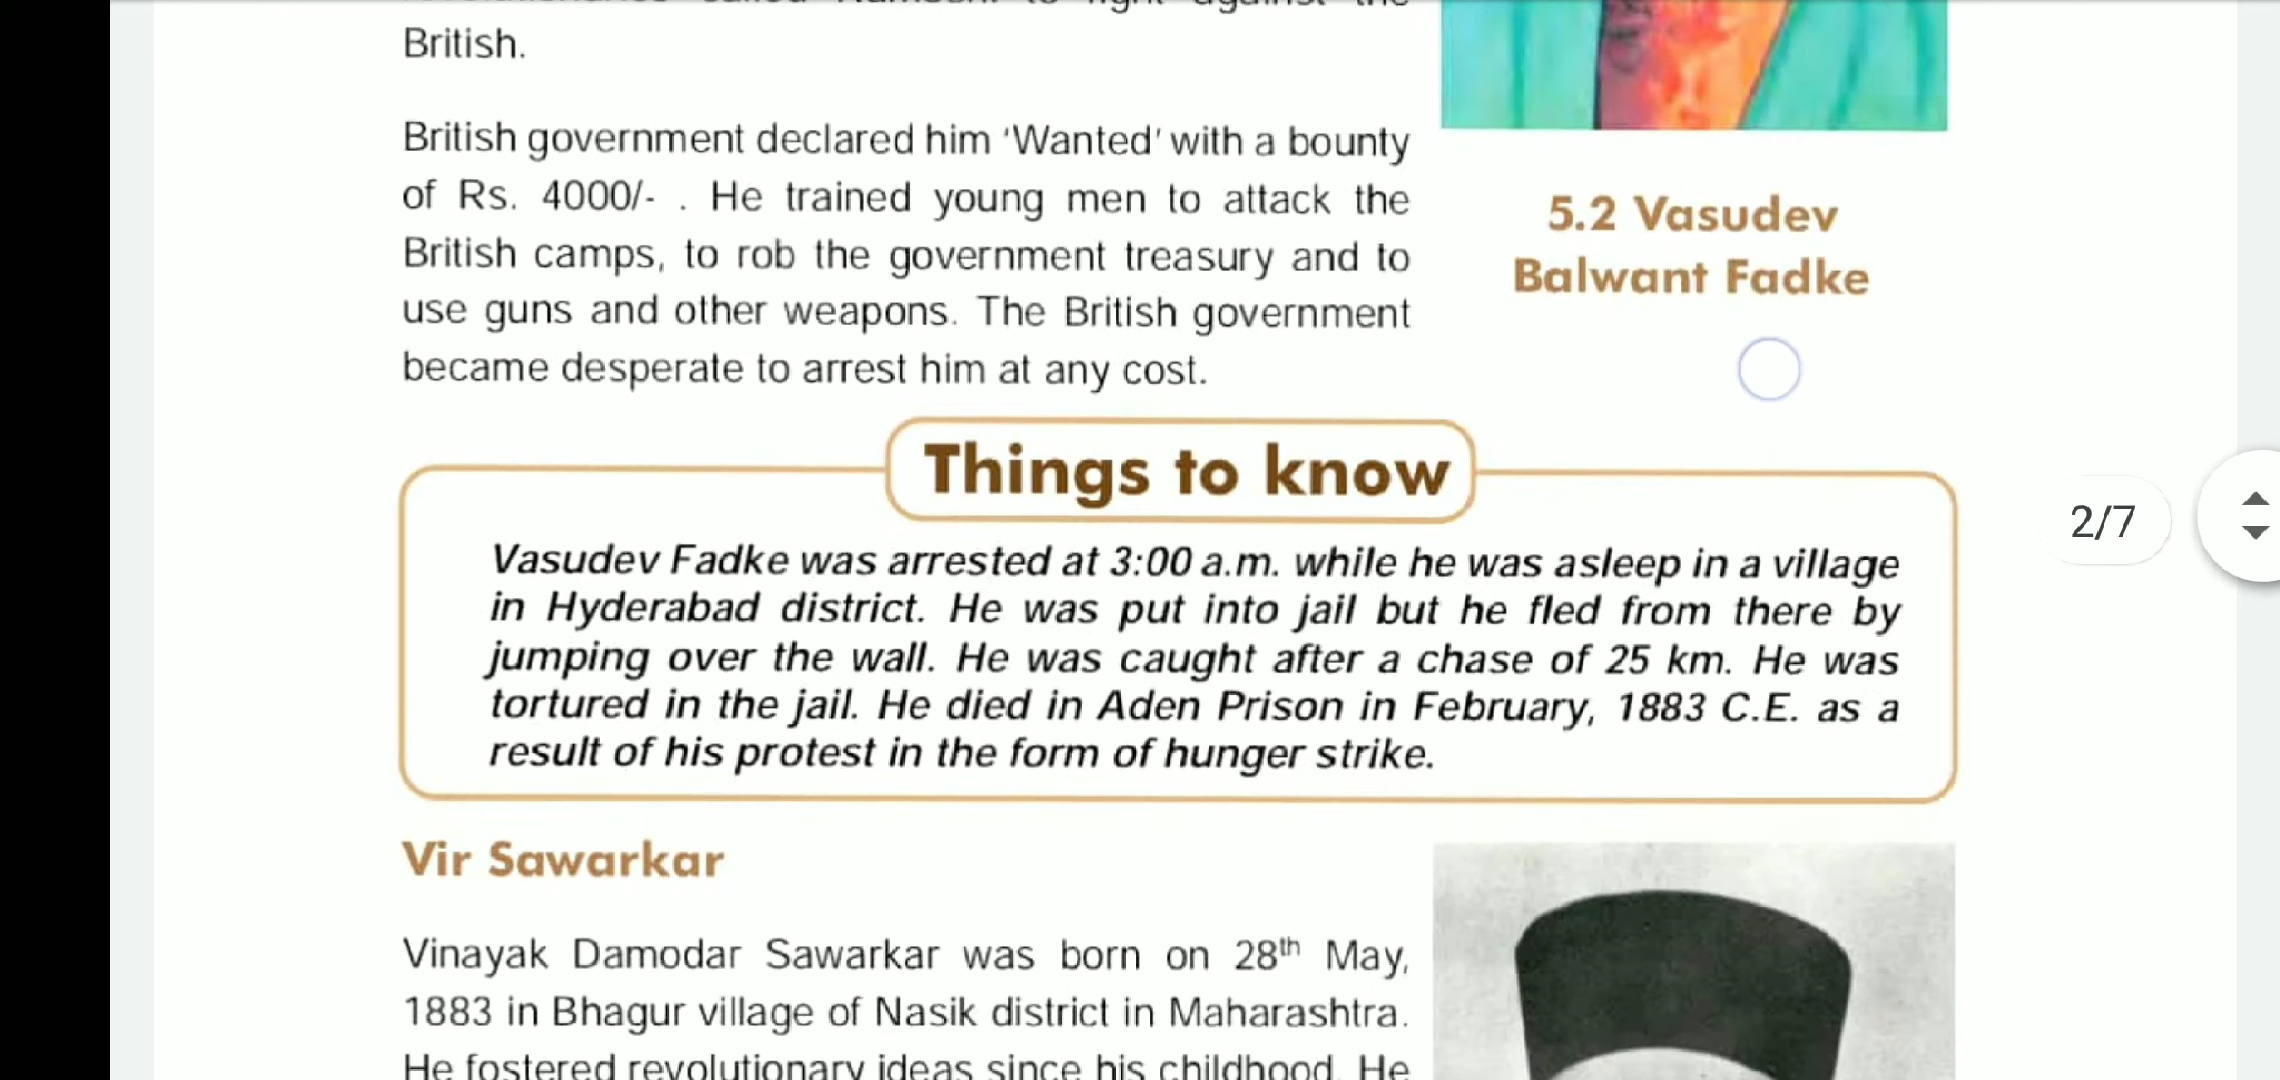 British.
British government declared him 'Wanted' with a bounty
of Rs. 4000/- . He trained young men to attack the
British camps, to rob the government treasury and to
use guns and other weapons. The British government
became desperate to arrest him at any cost.
5.2 Vasudev
Balwant Fadke
Things to know
Vasudev Fadke was arrested at 3:00 a.m. while he was asleep in a village
in Hyderabad district. He was put into jail but he fled from there by
jumping over the wall. He was caught after a chase of 25 km. He was
tortured in the jail. He died in Aden Prison in February, 1883 C.E. as a
result of his protest in the form of hunger strike.
2/7
Vir Sawarkar
Vinayak Damodar Sawarkar was born on 28th May,
1883 in Bhagur village of Nasik district in Maharashtra.
He fostered revolutionary ideas since his childhood. He